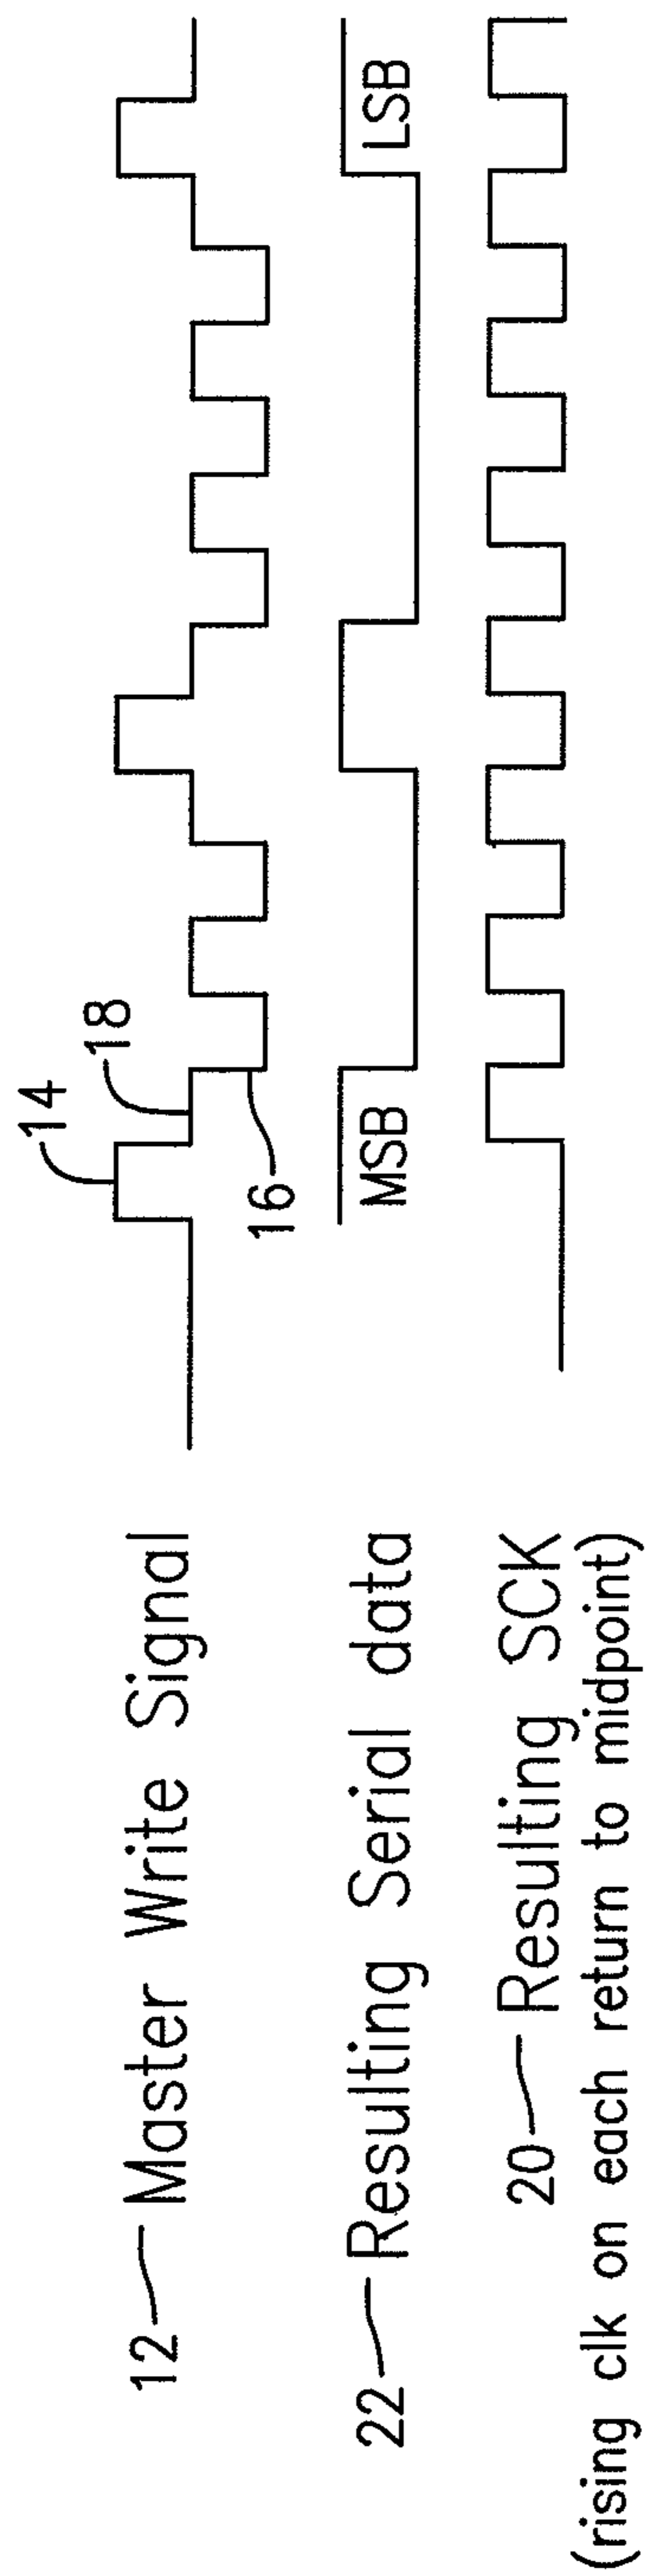 12 Master Write Signal
14
18
16
22 Resulting Serial data
MSB
LSB
20 Resulting SCK
(rising clk on each return to midpoint)